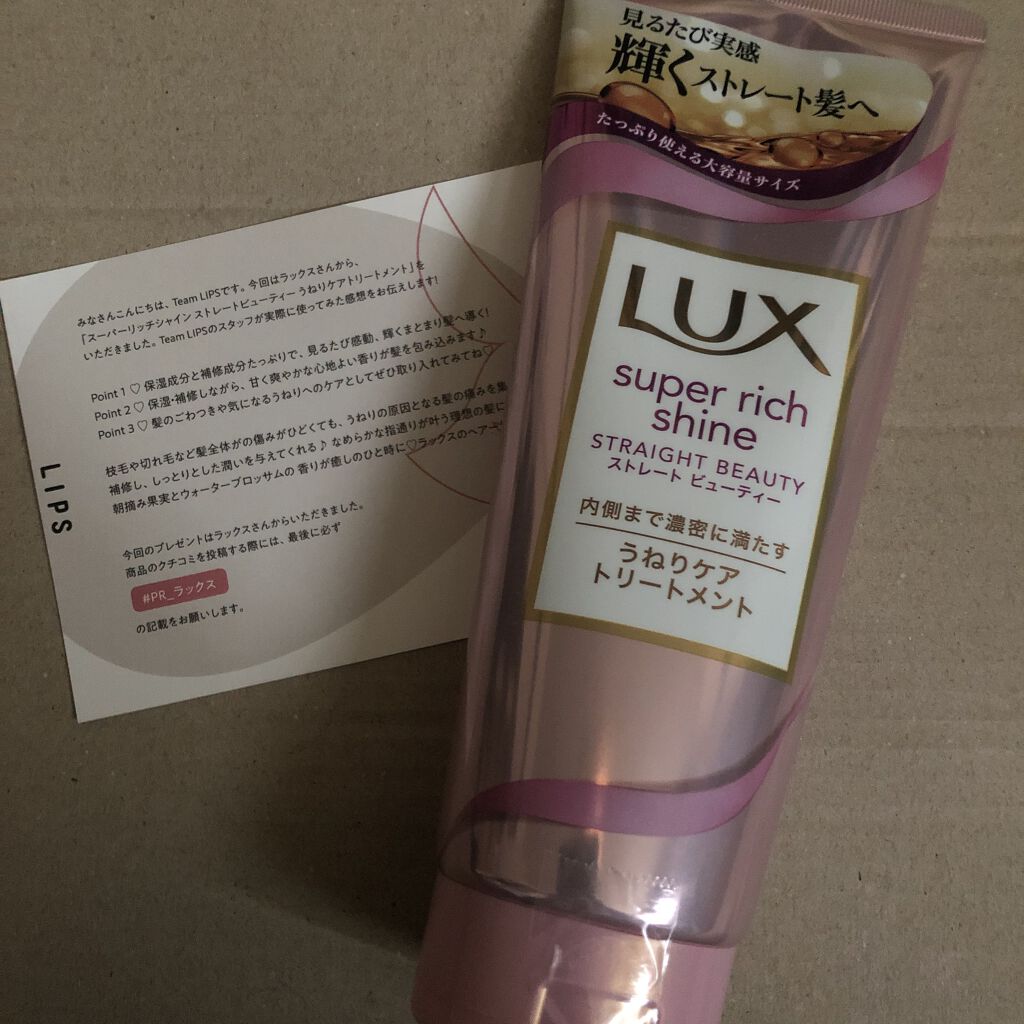 みなさんこんにちは、Team LIPSです。今回はラックスさんから、
「スーパーリッチシャイン ストレートビューティー うねりケアトリートメント」を
いただきました。Team LIPSのスタッフが実際に使ってみた感想をお伝えします!
Point 1 ♡ 保湿成分と補修成分たっぷりで、見るたび感動、輝くまとまり髪へ導く!
Point 2 ♡ 保湿・補修しながら、甘く爽やかな心地よい香りが髪を包み込みます♪
Point 3 ♡ 髪のごわつきや気になるうねりへのケアとしてぜひ取り入れてみてね♡
枝毛や切れ毛など髪全体がの傷みがひどくても、うねりの原因となる髪の痛みを集
補修し、しっとりとした潤いを与えてくれる♪ なめらかな指通りが叶う理想の髪に
朝摘み果実とウォーターブロッサムの 香りが癒しのひと時に♡ラックスのヘアー
今回のプレゼントはラックスさんからいただきました。
商品のクチコミを投稿する際には、最後に必ず
#PR_ラックス
の記載をお願いします。
LIPS
見るたび実感
輝くストレート髪へ
たっぷり使える大容量サイズ
LUX
super rich
shine
STRAIGHT BEAUTY
ストレート ビューティー
内側まで濃密に満たす
うねりケア
トリートメント